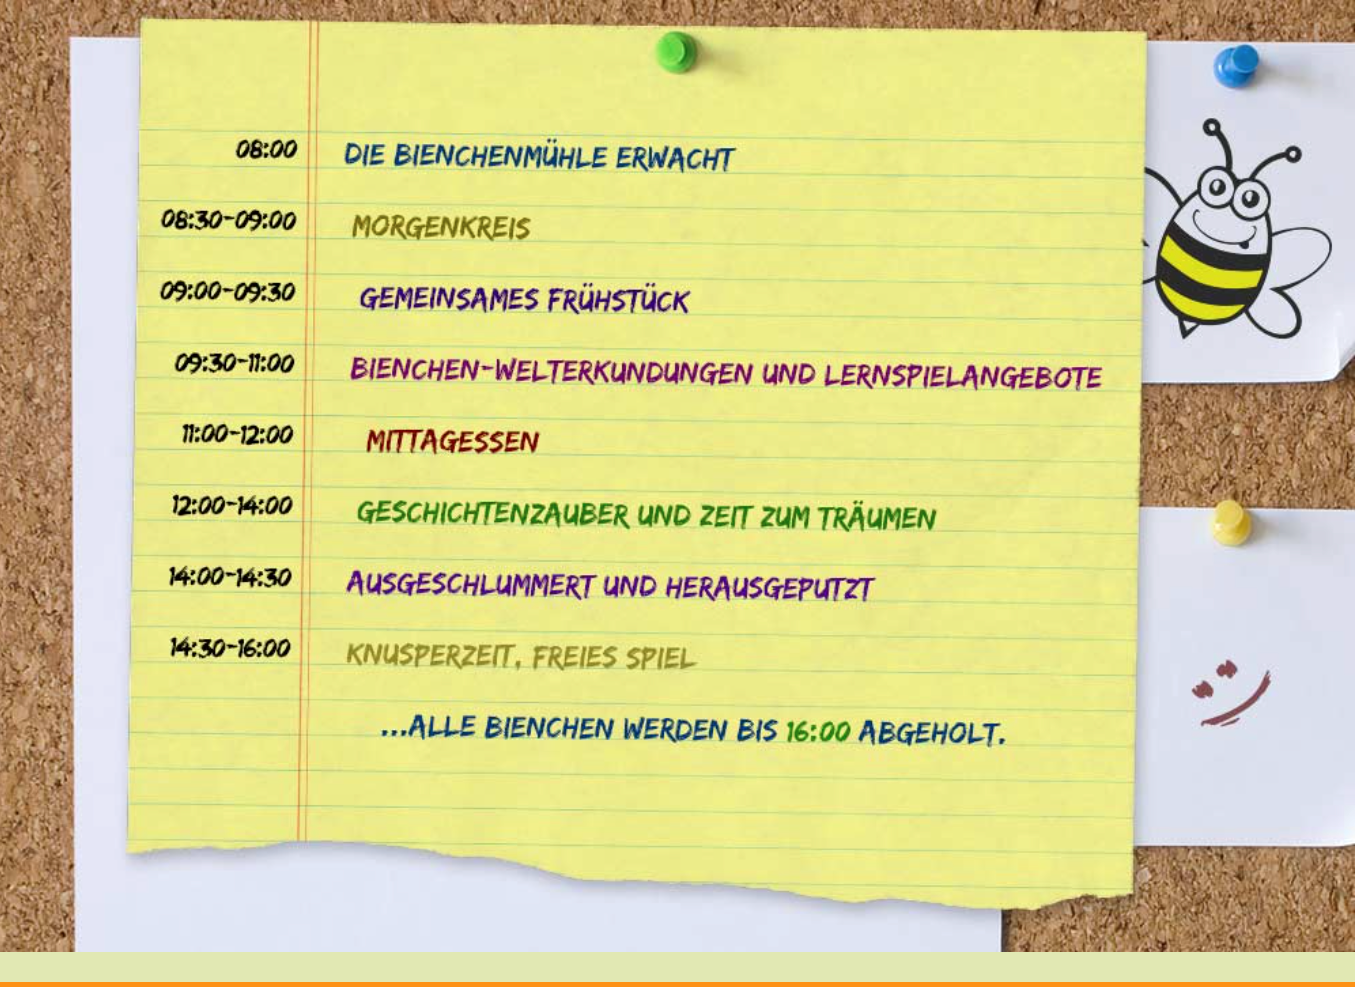 08:00 DIE BIENCHENMÜHLE ERWACHT
08:30-09:00 MORGENKREIS
09:00-09:30 GEMEINSAMES FRÜHSTÜCK
09:30-11:00 BIENCHEN-WELTERKUNDUNGEN UND LERNSPIELANGEBOTE
11:00-12:00 MITTAGESSEN
12:00-14:00 GESCHICHTENZAUBER UND ZEIT ZUM TRÄUMEN
14:00-14:30 AUSGESCHLUMMERT UND HERAUSGEPUTZT
14:30-16:00 KNUSPERZEIT, FREIES SPIEL
...ALLE BIENCHEN WERDEN BIS 16:00 ABGEHOLT.